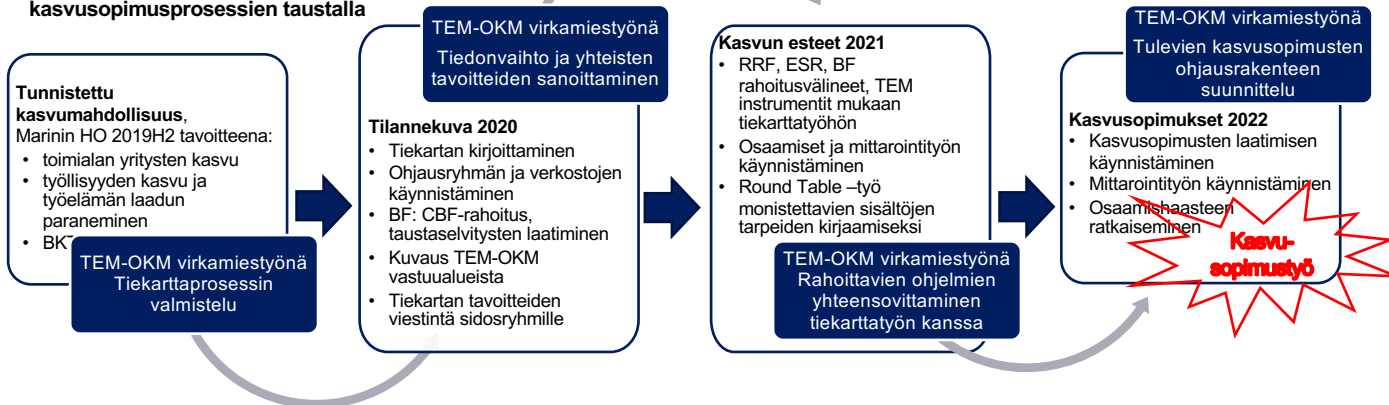 kasvusopimusprosessien taustalla
Tunnistettu
kasvumahdollisuus,
Marinin HO 2019H2 tavoitteena:
• toimialan yritysten kasvu
• työllisyyden kasvu ja
työelämän laadun
paraneminen
•
TEM-OKM virkamiestyönä
Tiekarttaprosessin
valmistelu
TEM-OKM virkamiestyönä
Tiedonvaihto ja yhteisten
tavoitteiden sanoittaminen
Tilannekuva 2020
• Tiekartan kirjoittaminen
• Ohjausryhmän ja verkostojen
käynnistäminen
• BF: CBF-rahoitus,
taustaselvitysten laatiminen
• Kuvaus TEM-OKM
vastuualueista
• Tiekartan tavoitteiden
viestintä sidosryhmille
Kasvun esteet 2021
• RRF, ESR, BF
rahoitusvälineet, TEM
instrumentit mukaan
tiekarttatyöhön
• Osaamiset ja mittarointityön
käynnistäminen
• Round Table –työ
monistettavien sisältöjen
tarpeiden kirjaamiseksi
TEM-OKM virkamiestyönä
Rahoittavien ohjelmien
yhteensovittaminen
tiekarttatyön kanssa
TEM-OKM virkamiestyönä
Tulevien kasvusopimusten
ohjausrakenteen
suunnittelu
Kasvusopimukset 2022
• Kasvusopimusten laatimisen
käynnistäminen
• Mittarointityön käynnistäminen
• Osaamishaasteen
ratkaiseminen
Kasvu-
sopimustyö